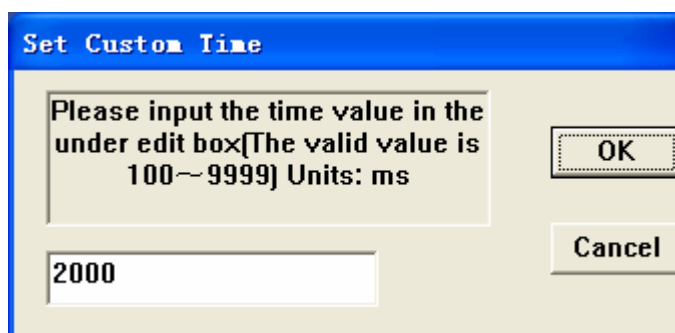 Set Custom Time
Please input the time value in the
under edit box(The valid value is
100～9999) Units: ms
OK
2000
Cancel